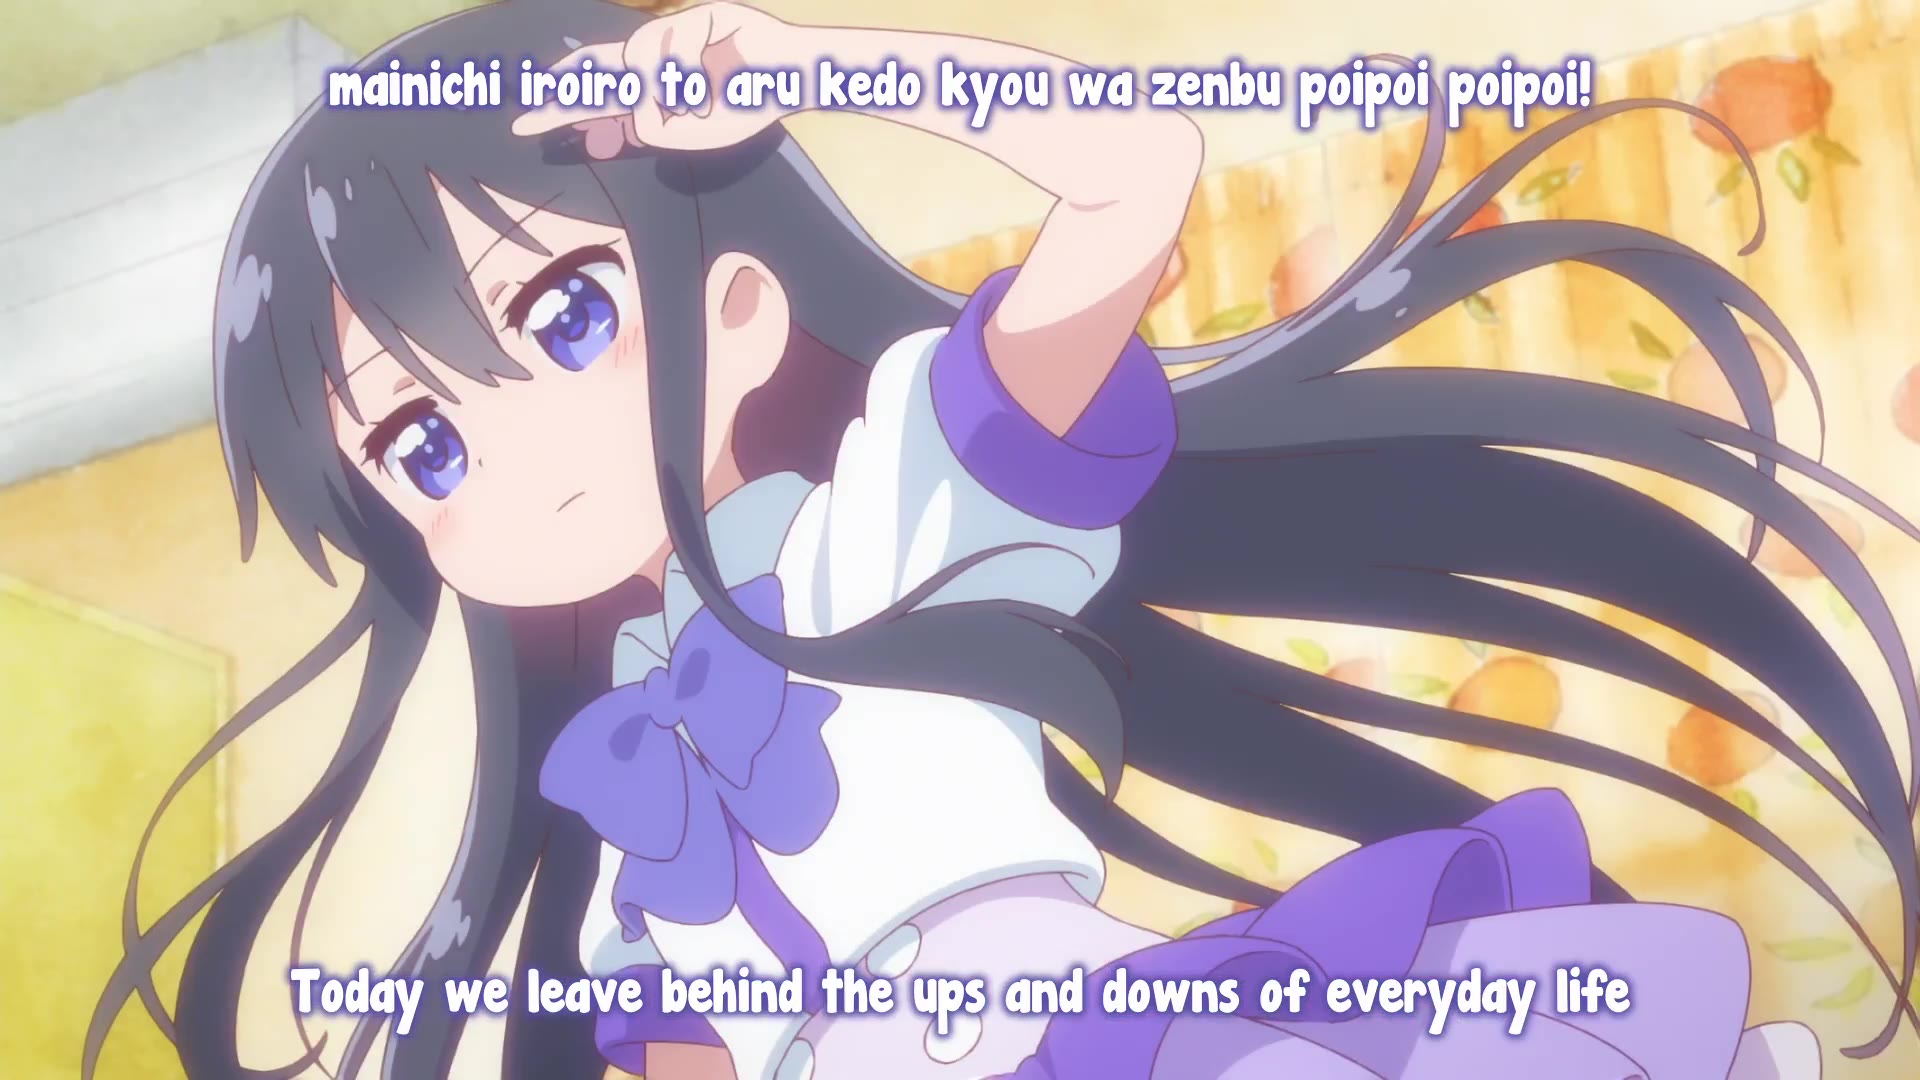 mainichi iroiro to aru kedo kyou wa zenbu poipoi poipoi!
Today we leave behind the ups and downs of everyday life